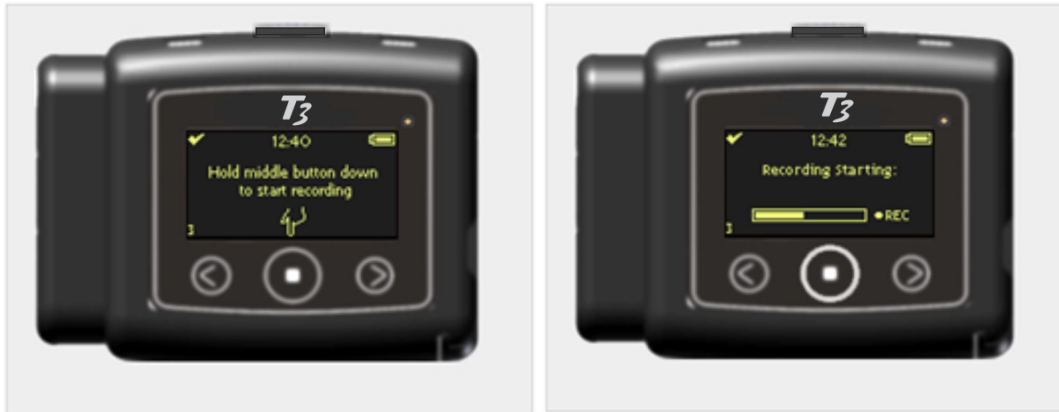 T3
12:40
Hold middle button down
to start recording
3
T3
12:42
Recording Starting:
REC
3